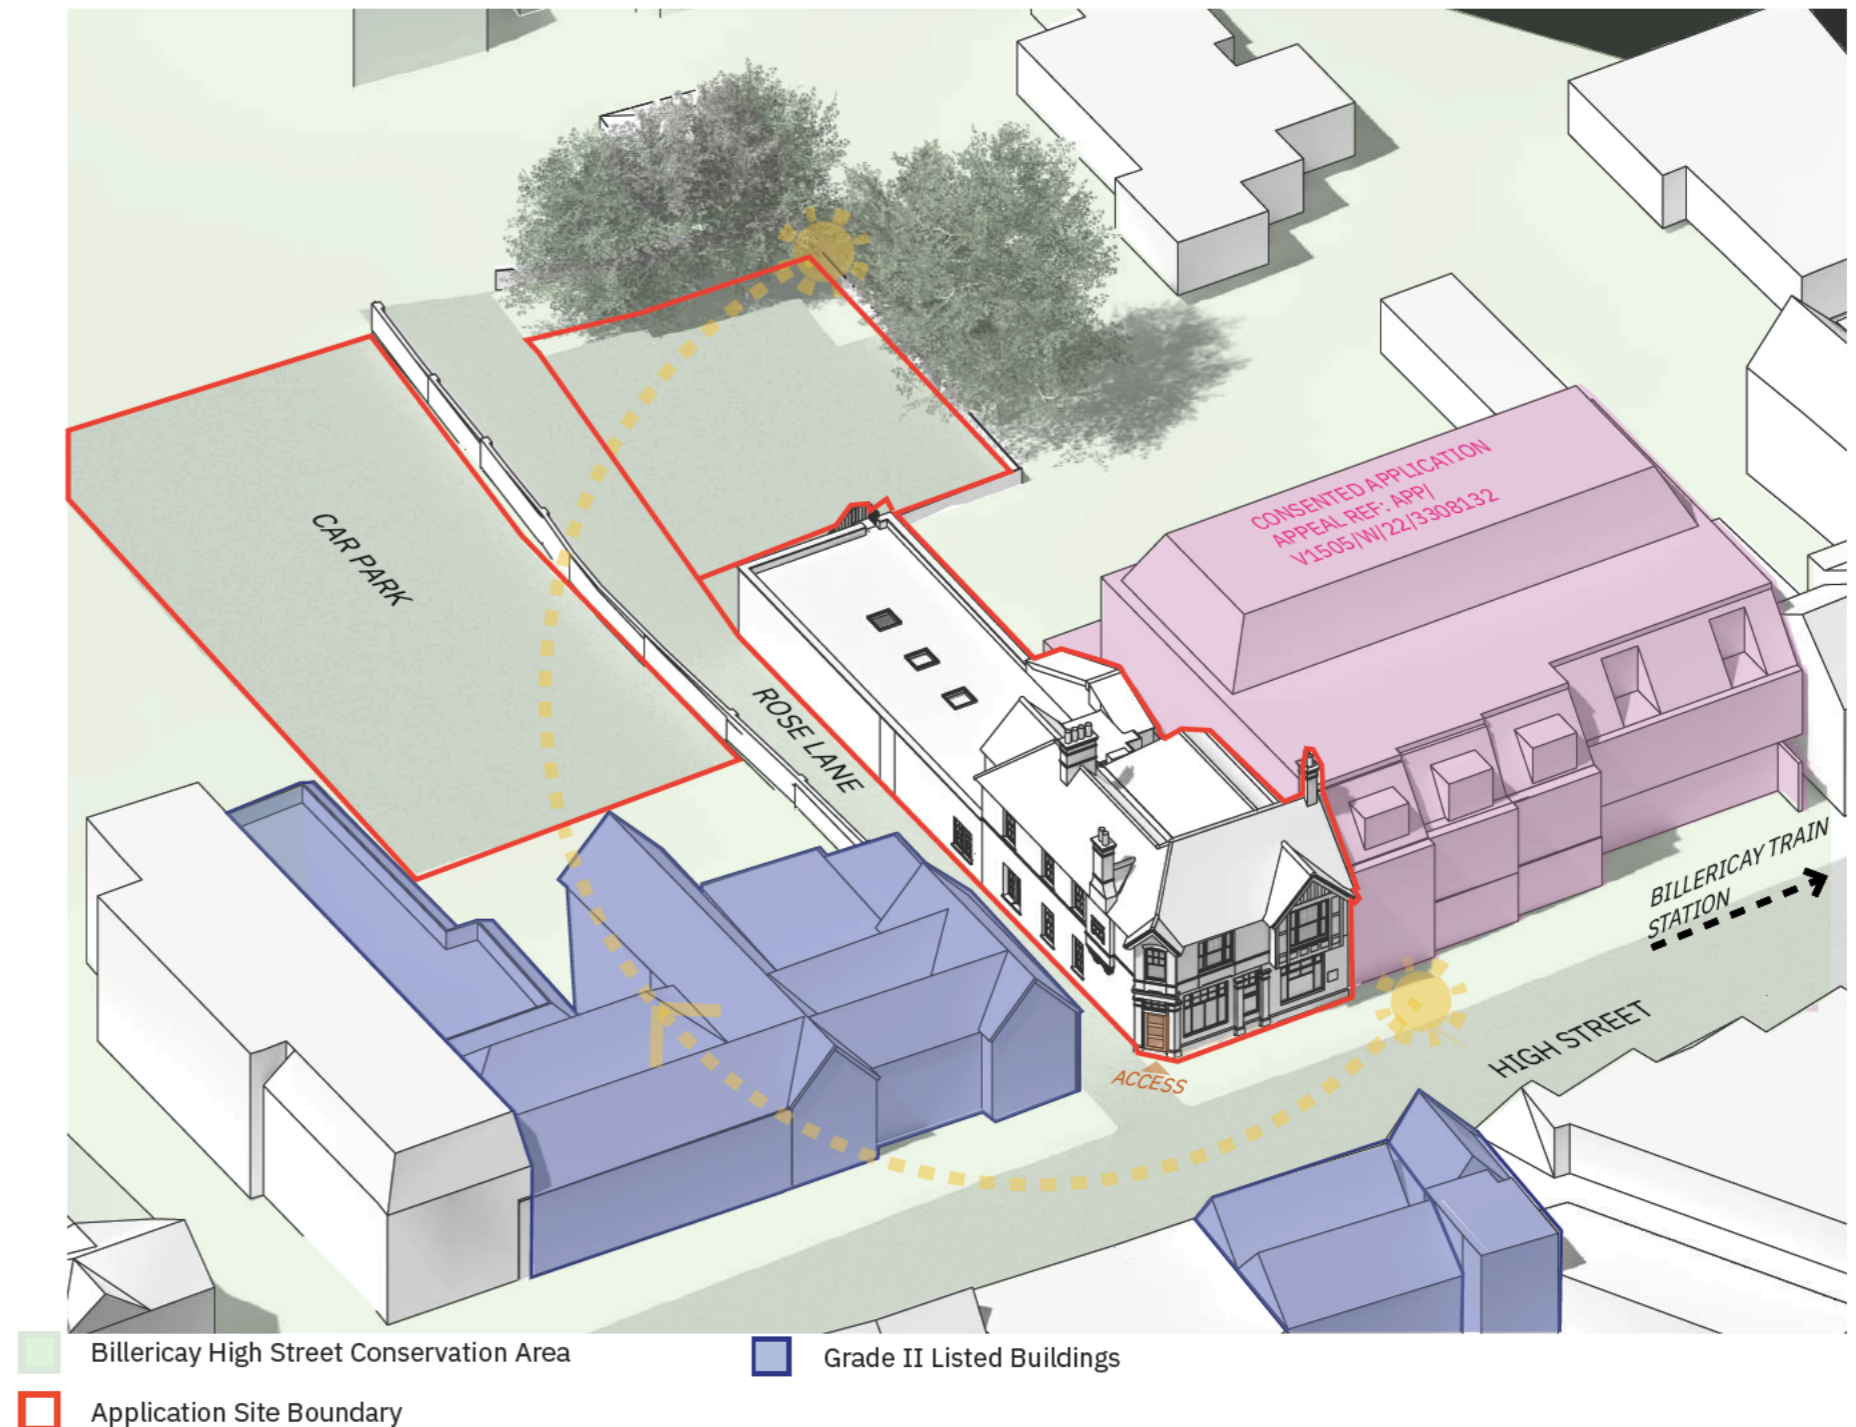 CONSENTED APPLICATION
APPEAL REF: APP/
V1505/W/22/3308132
CAR PARK
ROSE LANE
BILLERICAY TRAIN
STATION
HIGH STREET
ACCESS
Billericay High Street Conservation Area
Grade II Listed Buildings
Application Site Boundary